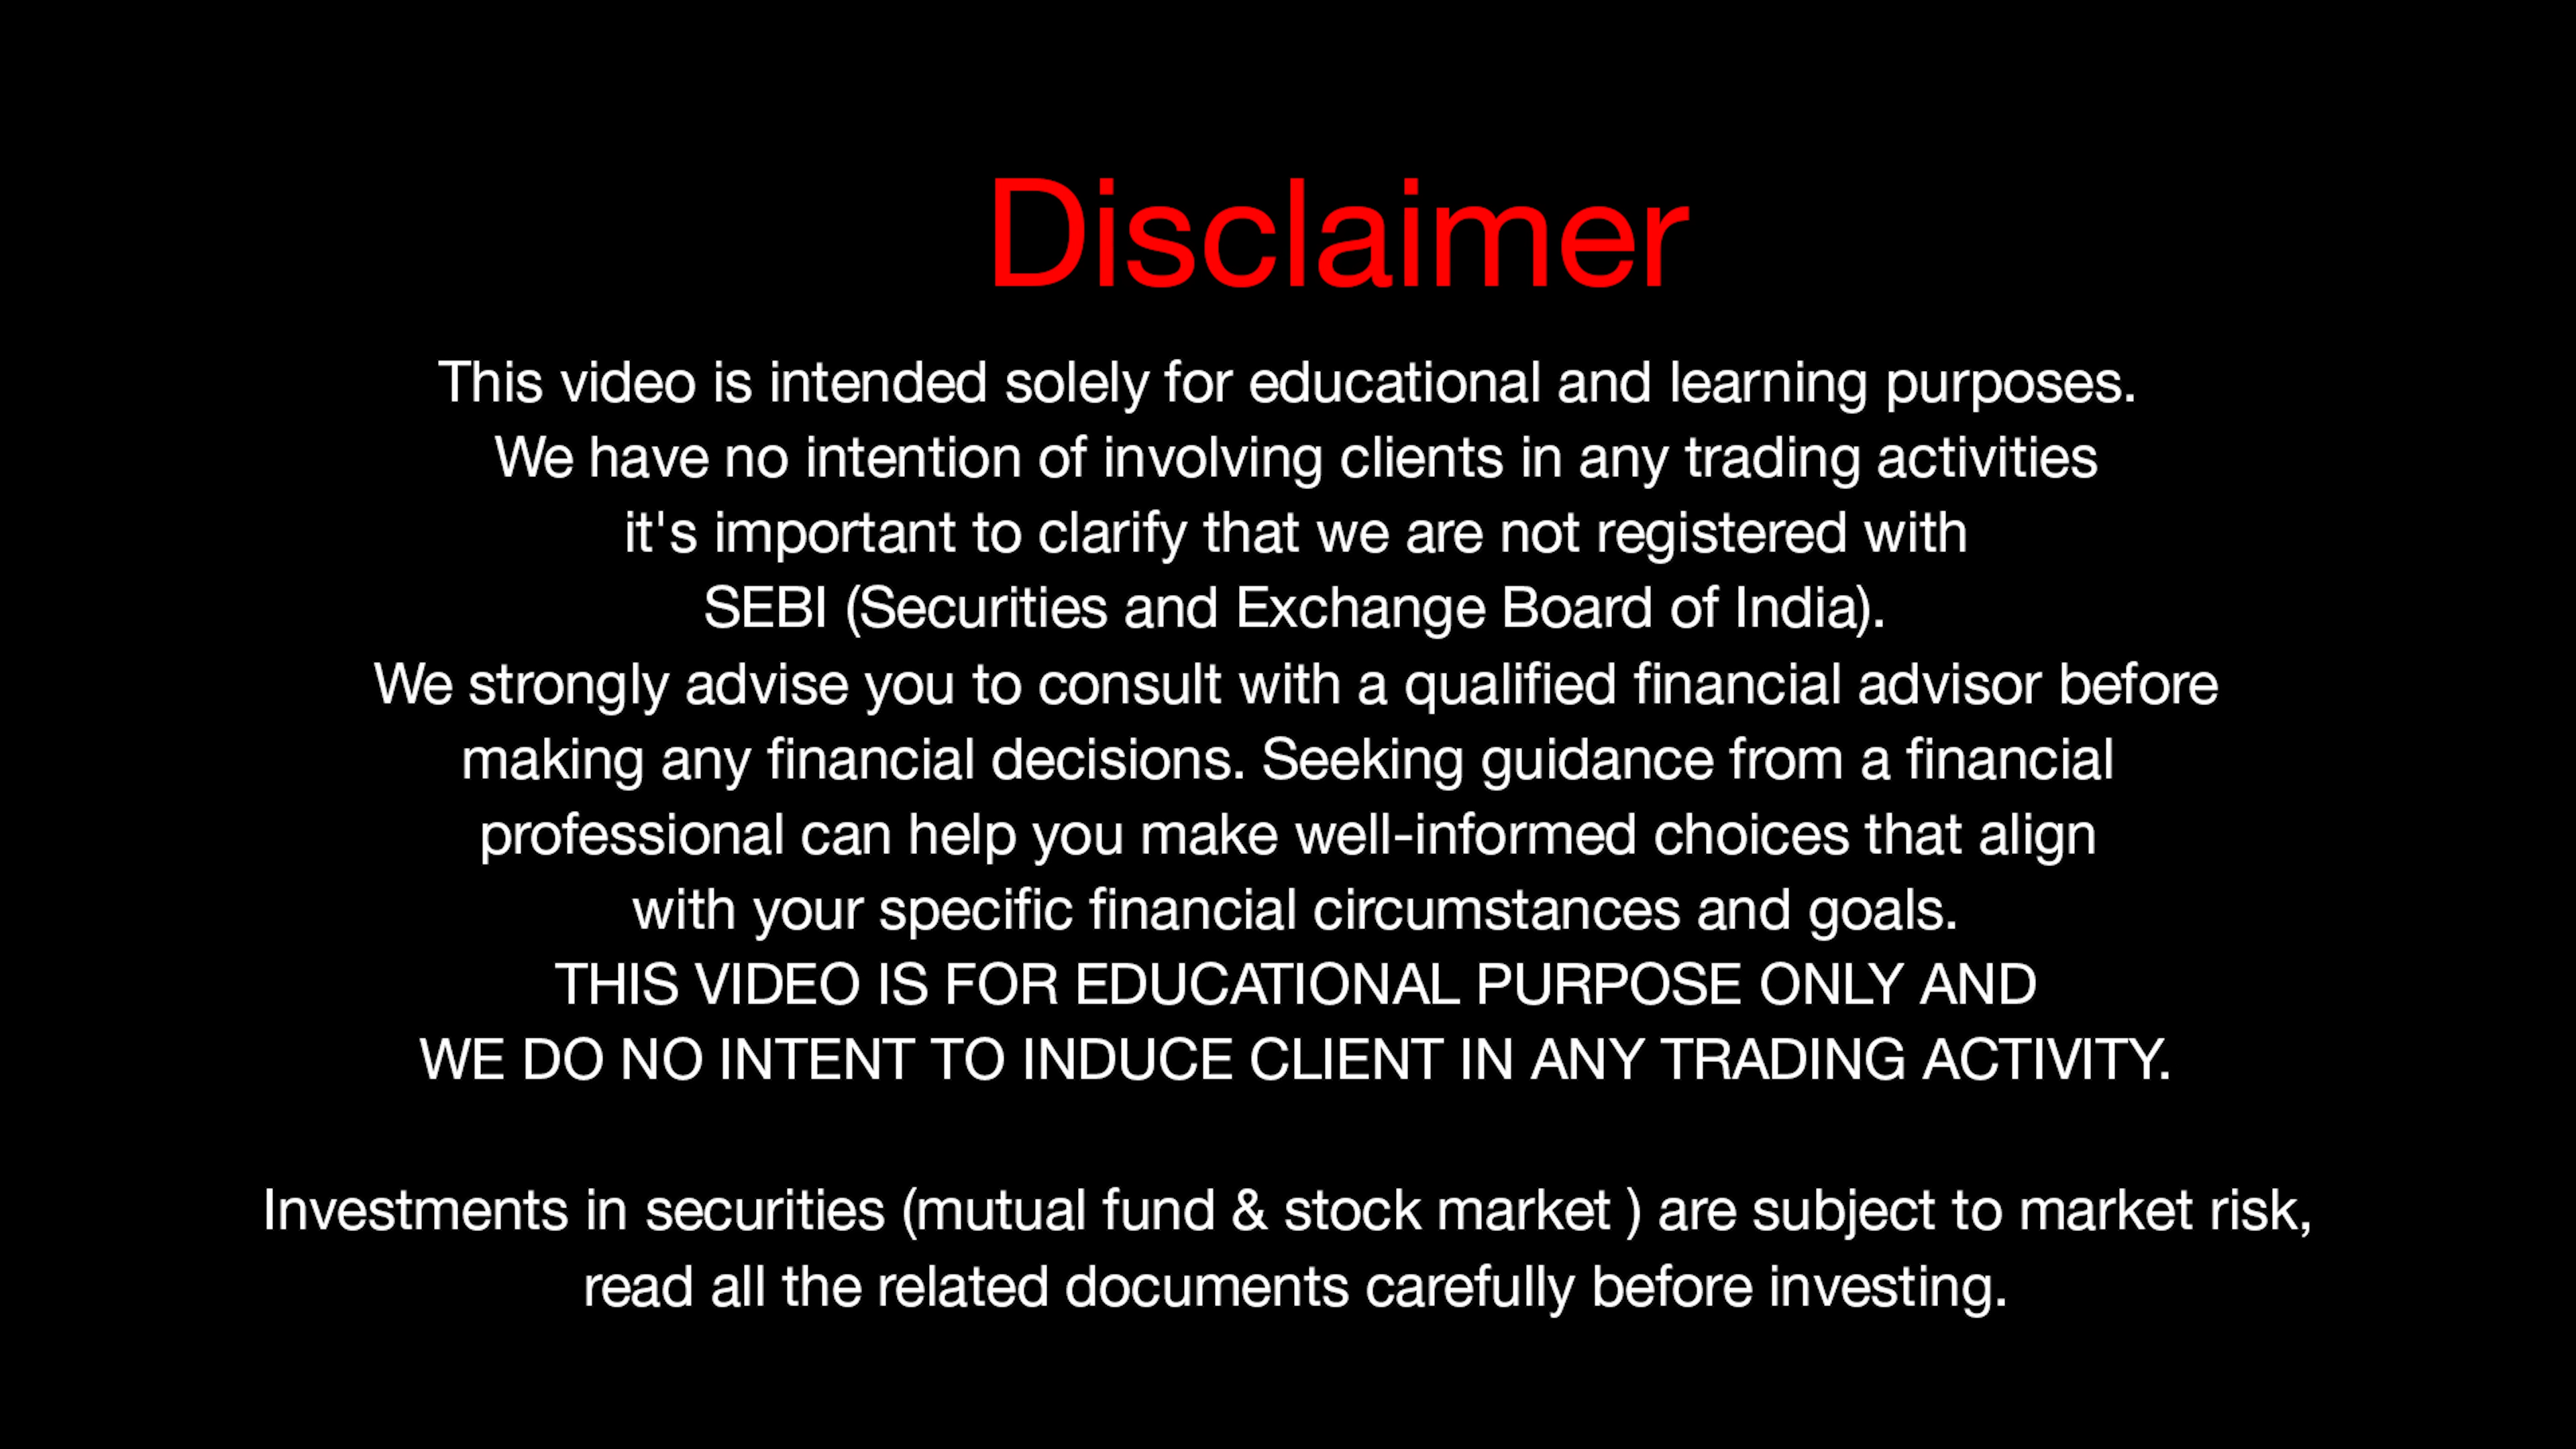 Disclaimer
This video is intended solely for educational and learning purposes.
We have no intention of involving clients in any trading activities
it's important to clarify that we are not registered with
SEBI (Securities and Exchange Board of India).
We strongly advise you to consult with a qualified financial advisor before
making any financial decisions. Seeking guidance from a financial
professional can help you make well-informed choices that align
with your specific financial circumstances and goals.
THIS VIDEO IS FOR EDUCATIONAL PURPOSE ONLY AND
WE DO NO INTENT TO INDUCE CLIENT IN ANY TRADING ACTIVITY.
Investments in securities (mutual fund & stock market ) are subject to market risk,
read all the related documents carefully before investing.